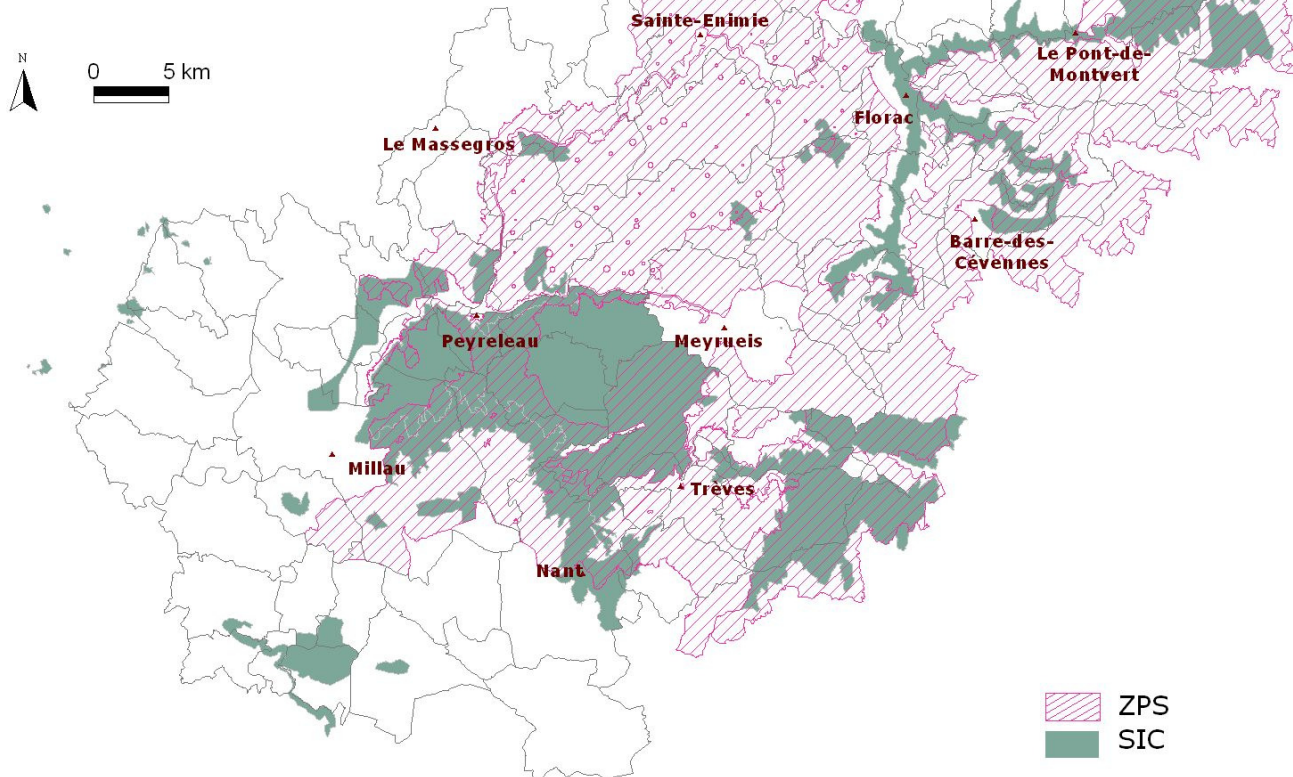 Sainte-Enimie
N
0 5 km
Le Pont-de-
Montvert
Florac
Le Massegros
Barre-des-
Cévennes
Peyreleau
Meyrueis
Millau
Trèves
Nant
ZPS
SIC